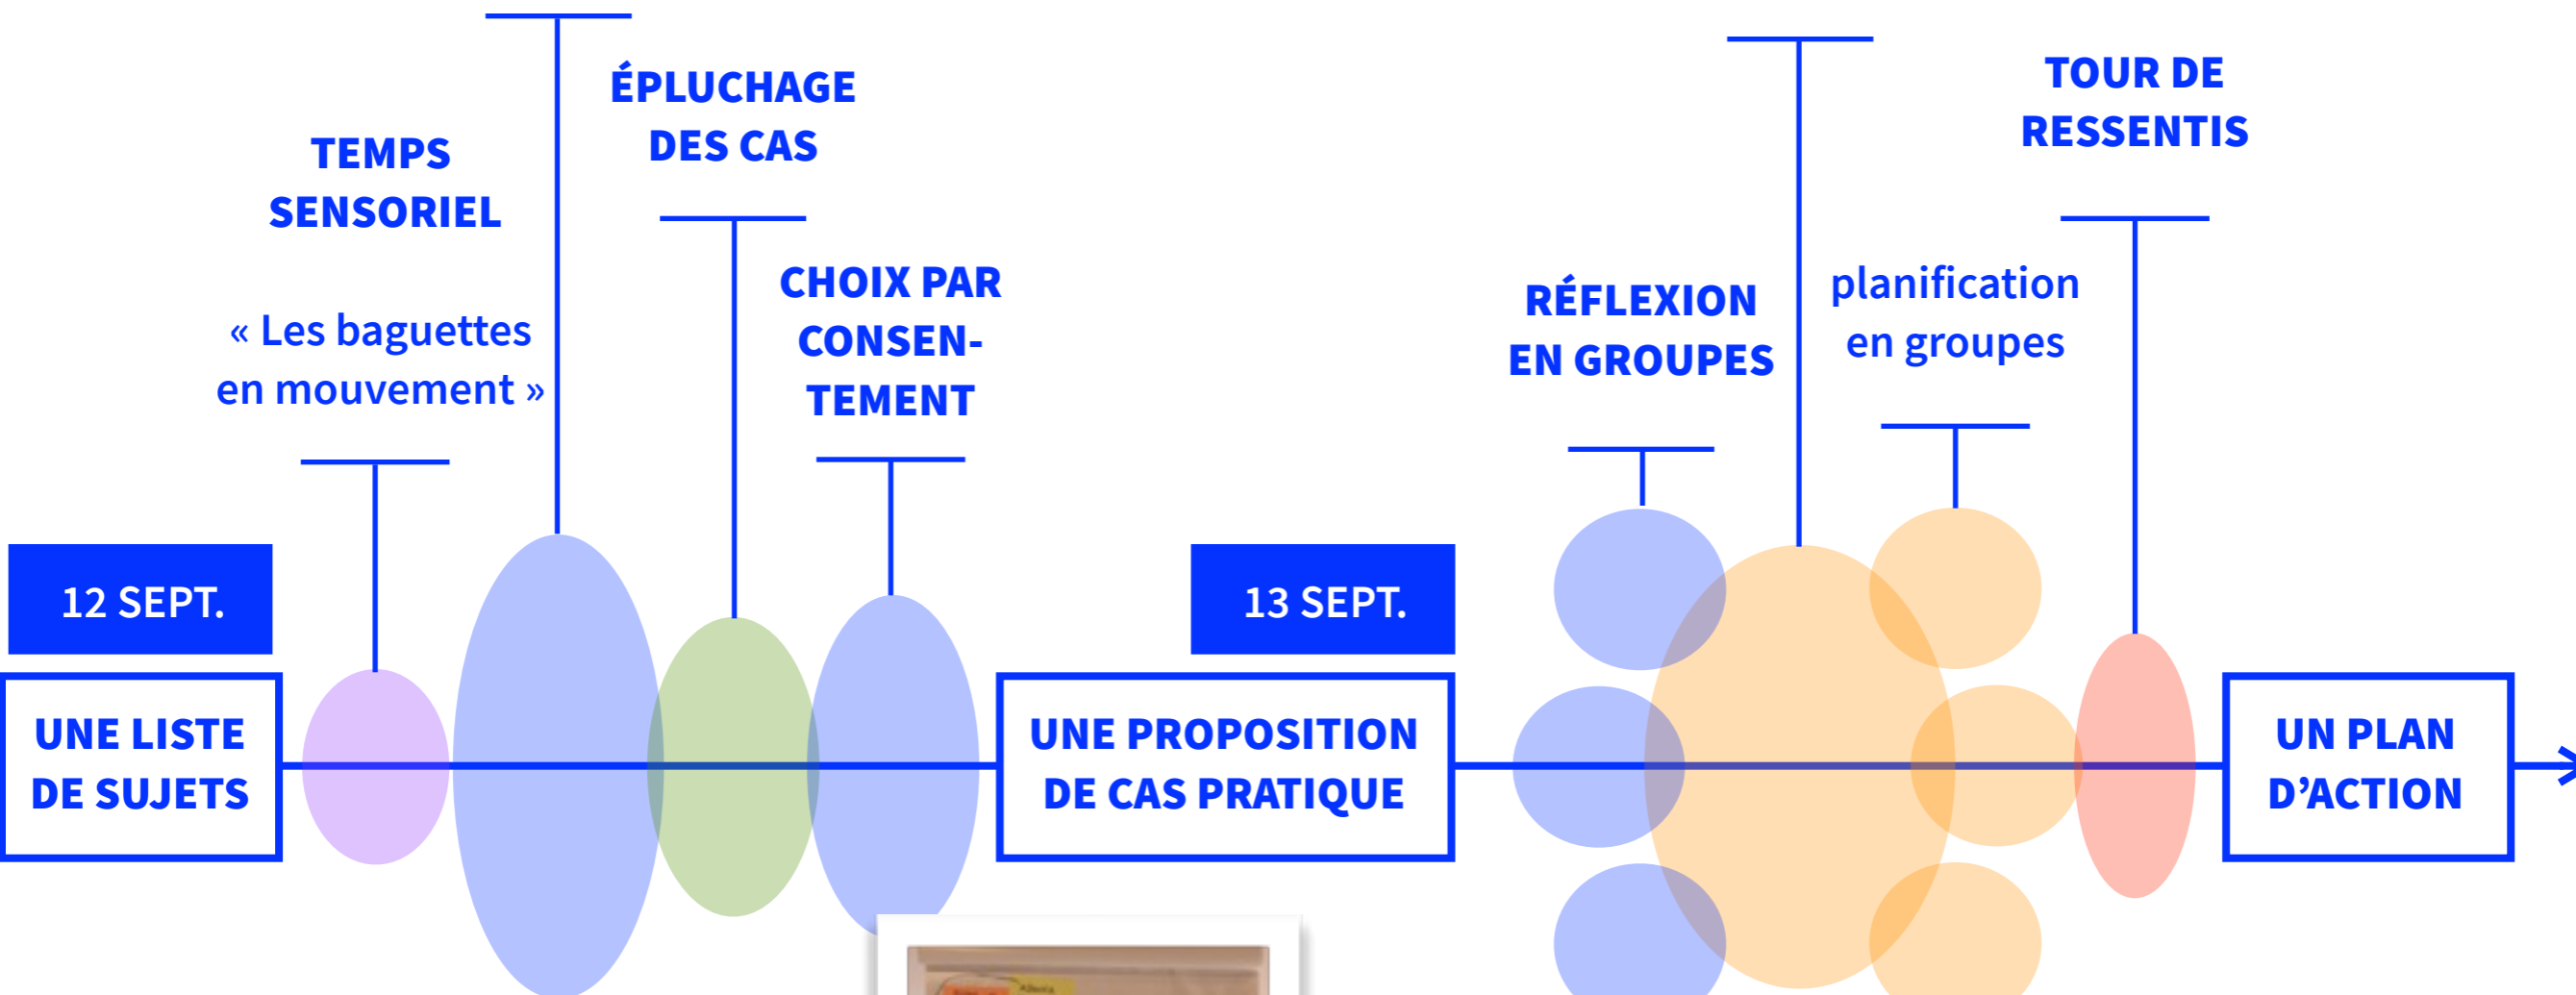 TEMPS
SENSORIEL
« Les baguettes
en mouvement »
ÉPLUCHAGE
DES CAS
CHOIX PAR
CONSEN-
TEMENT
RÉFLEXION
EN GROUPES
planification
en groupes
TOUR DE
RESSENTIS
12 SEPT.
13 SEPT.
UNE LISTE
DE SUJETS
UNE PROPOSITION
DE CAS PRATIQUE
UN PLAN
D’ACTION